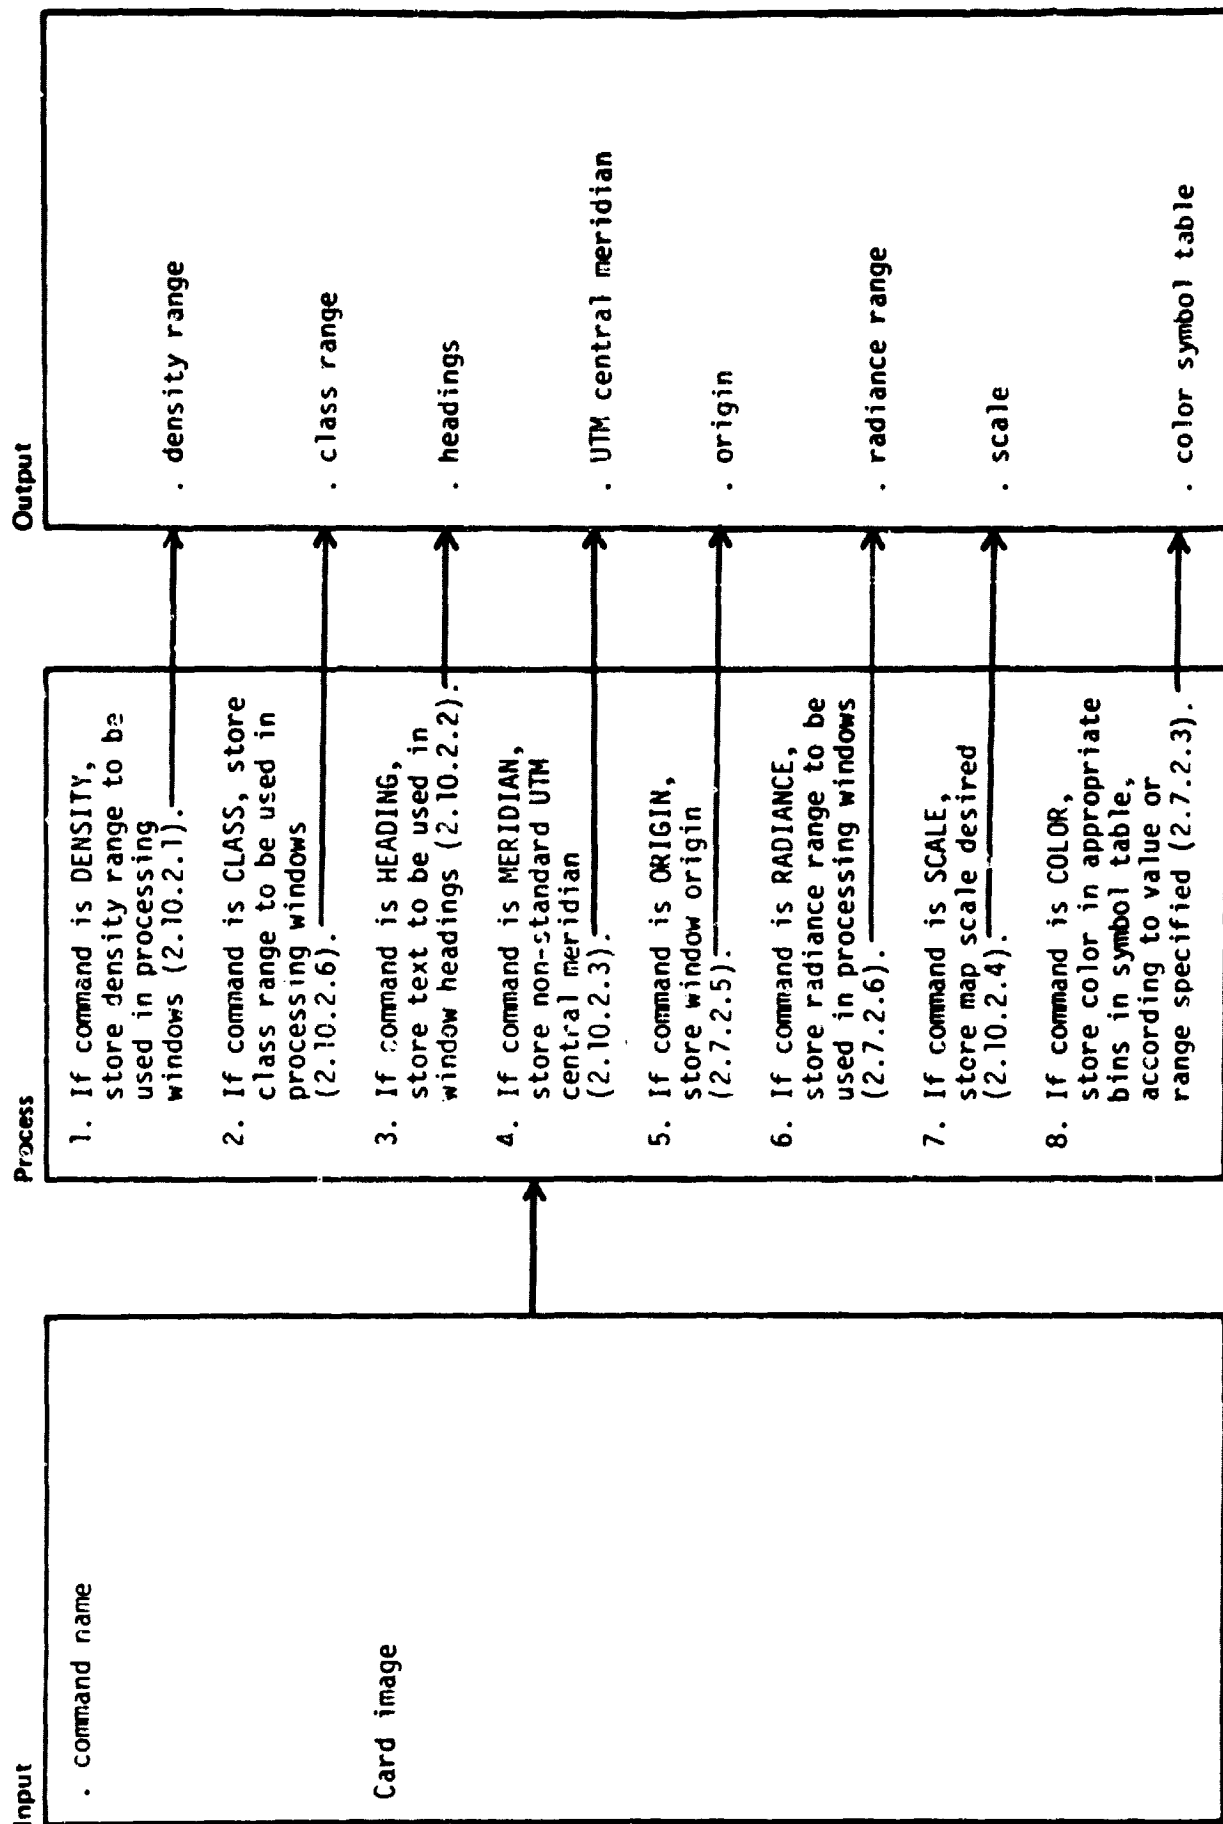 Input
. command name
Card image
Process
1. If command is DENSITY,
store density range to be
used in processing
windows (2.10.2.1).
2. If CLASS, store
class range to be used in
processing windows
(2.10.2.6).
3. If command is HEADING,
store text to be used in
window headings (2.10.2.2).
4. If command is MERIDIAN,
store non-standard UTM
central meridian
(2.10.2.3).
5. If command is ORIGIN,
store window origin
(2.7.2.5).
6. If command is RADIANCE,
store radiance range to be
used in processing windows
(2.7.2.6).
7. If command is SCALE,
store map scale desired
(2.10.2.4).
8. If command is COLOR,
store color in appropriate
bins in symbol table,
according to value or
range specified (2.7.2.3).
Output
. density range
. class range
. headings
. UTM central meridian
. origin
. radiance range
. scale
. color symbol table